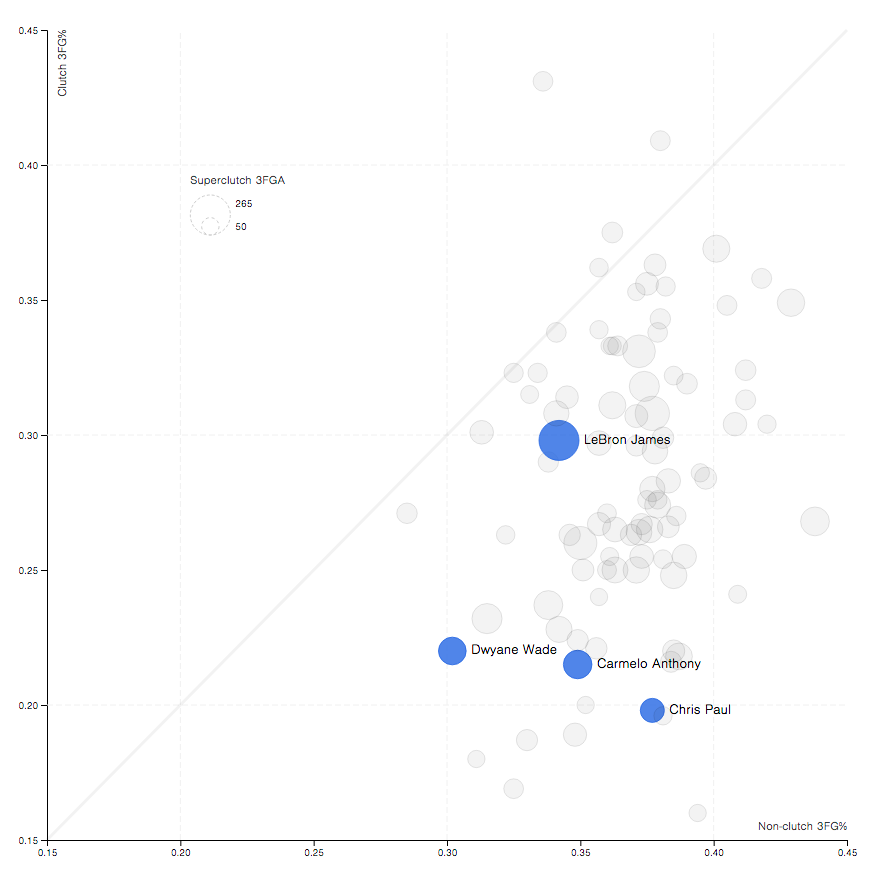 0.45
Clutch 3FG%
0.40
Superclutch 3FGA
265
50
0.35
0.30
LeBron James
0.25
Dwyane Wade
Carmelo Anthony
0.20
Chris Paul
Non-clutch 3FG%
0.15
0.15
0.20
0.25
0.30
0.35
0.40
0.45